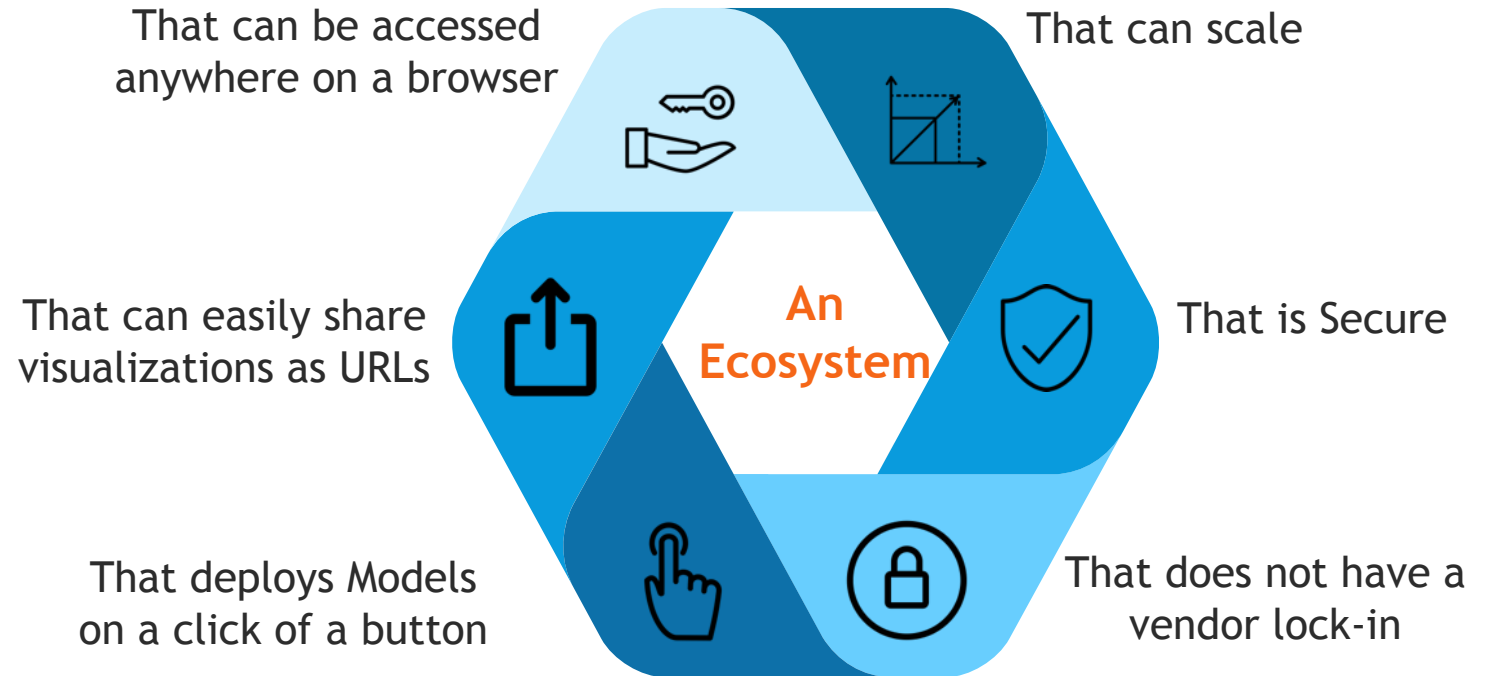 That can be accessed
anywhere on a browser
That can scale
That can easily share
visualizations as URLs
An
Ecosystem
That is Secure
That deploys Models
on a click of a button
That does not have a
vendor lock-in